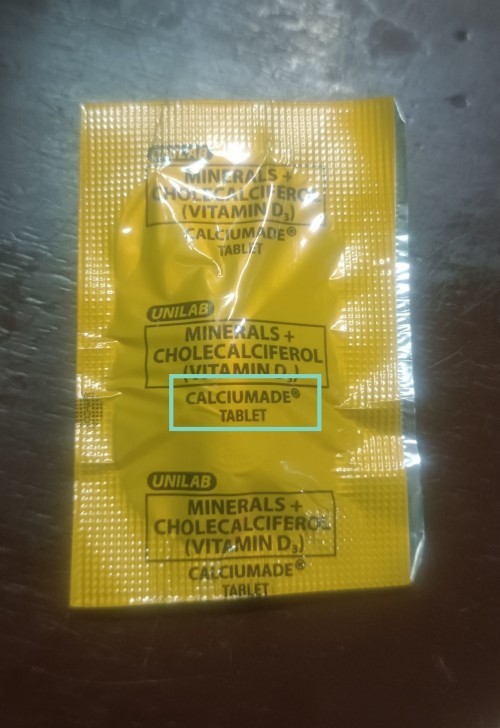 UNILAB
MINERALS +
CHOLECALCIFEROL
(VITAMIN D₃)
CALCIUMADE®
TABLET
UNILAB
MINERALS +
CHOLECALCIFEROL
(VITAMIN D₃)
CALCIUMADE®
TABLET
UNILAB
MINERALS +
CHOLECALCIFEROL
(VITAMIN D₃)
CALCIUMADE®
TABLET